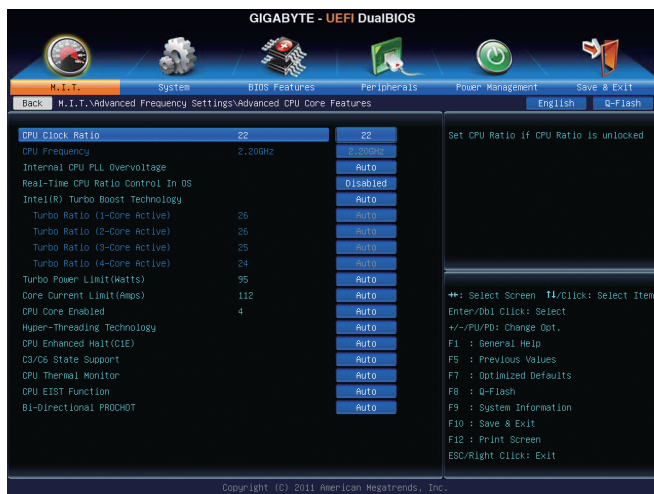 GIGABYTE - UEFI DualBIOS
M.I.T. System BIOS Features Peripherals Power Management Save & Exit
Back M.I.T.\Advanced Frequency Settings\Advanced CPU Core Features English Q-Flash
CPU Clock Ratio 22 22
CPU Frequency 2.20GHz 2.20GHz
Internal CPU PLL Overvoltage Auto
Real-Time CPU Ratio Control In OS Disabled
Intel(R) Turbo Boost Technology Auto
Turbo Ratio (1-Core Active) 26 Auto
Turbo Ratio (2-Core Active) 26 Auto
Turbo Ratio (3-Core Active) 25 Auto
Turbo Ratio (4-Core Active) 24 Auto
Turbo Power Limit(Watts) 95 Auto
Core Current Limit(Amps) 112 Auto
CPU Core Enabled 4 Auto
Hyper-Threading Technology Auto
CPU Enhanced Halt(C1E) Auto
C3/C6 State Support Auto
CPU Thermal Monitor Auto
CPU EIST Function Auto
Bi-Directional PROCHOT Auto
Set CPU Ratio if CPU Ratio is unlocked
→←: Select Screen ↑↓/Click: Select Item
Enter/Dbl Click: Select
+/-/PU/PD: Change Opt.
F1 : General Help
F5 : Previous Values
F7 : Optimized Defaults
F8 : Q-Flash
F9 : System Information
F10 : Save & Exit
F12 : Print Screen
ESC/Right Click: Exit
Copyright (C) 2011 American Megatrends, Inc.